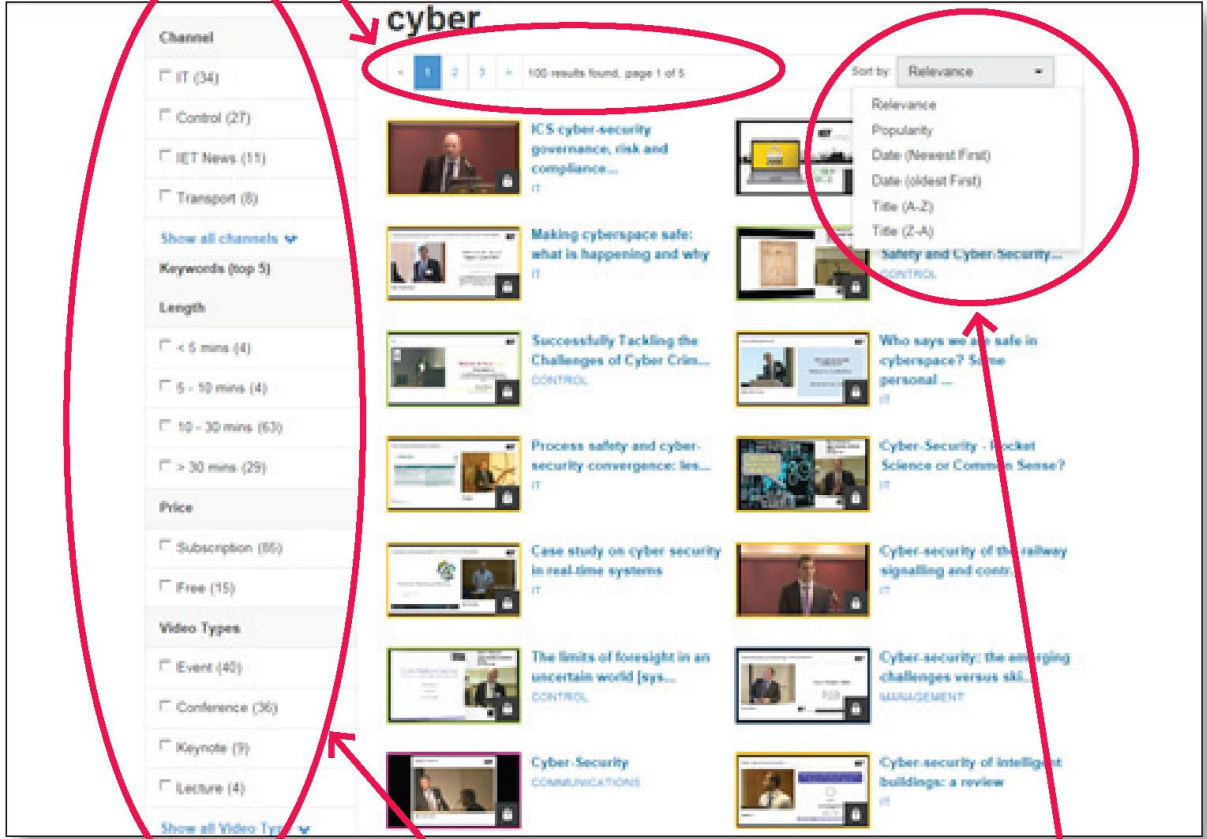 cyber
Channel
IT (34)
Control (27)
IET News (11)
Transport (8)
Show all channels
Keywords (top 5)
Length
< 5 mins (4)
5 - 10 mins (4)
10 - 30 mins (63)
> 30 mins (29)
Price
Subscription (85)
Free (15)
Video Types
Event (40)
Conference (36)
Keynote (9)
Lecture (4)
Show all Video Type
« 1 2 3 » 100 results found, page 1 of 5
Sort by: Relevance
Relevance
Popularity
Date (Newest First)
Date (oldest First)
Title (A-Z)
Title (Z-A)
ICS cyber-security
governance, risk and
compliance...
IT
Making cyberspace safe:
what is happening and why
IT
Safety and Cyber-Security...
CONTROL
Successfully Tackling the
Challenges of Cyber Crim...
CONTROL
Who says we are safe in
cyberspace? Some
personal ...
IT
Process safety and cyber-
security convergence: les...
IT
Cyber-Security - Rocket
Science or Common Sense?
IT
Case study on cyber security
in real-time systems
IT
Cyber-security of the railway
signalling and contr...
IT
The limits of foresight in an
uncertain world [sys...
CONTROL
Cyber-security: the emerging
challenges versus ski...
MANAGEMENT
Cyber-Security
COMMUNICATIONS
Cyber-security of intelligent
buildings: a review
IT